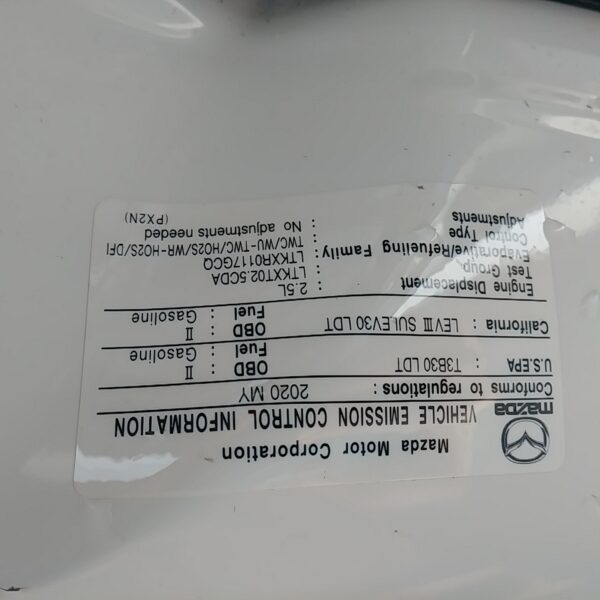 Mazda Motor Corporation
mazda VEHICLE EMISSION CONTROL INFORMATION
Conforms to regulations : 2020 MY
U.S.EPA : T3B30 LDT OBD : II
Fuel : Gasoline
California : LEVIII SULEV30 LDT OBD : II
Fuel : Gasoline
Engine Displacement : 2.5L
Test Group : LTKXT02.5CDA
Evaporative/Refueling Family : LTKXR0117GCQ
Control Type : TWC/WU-TWC/HO2S/WR-HO2S/DFI
Adjustments : No adjustments needed
(PX2N)